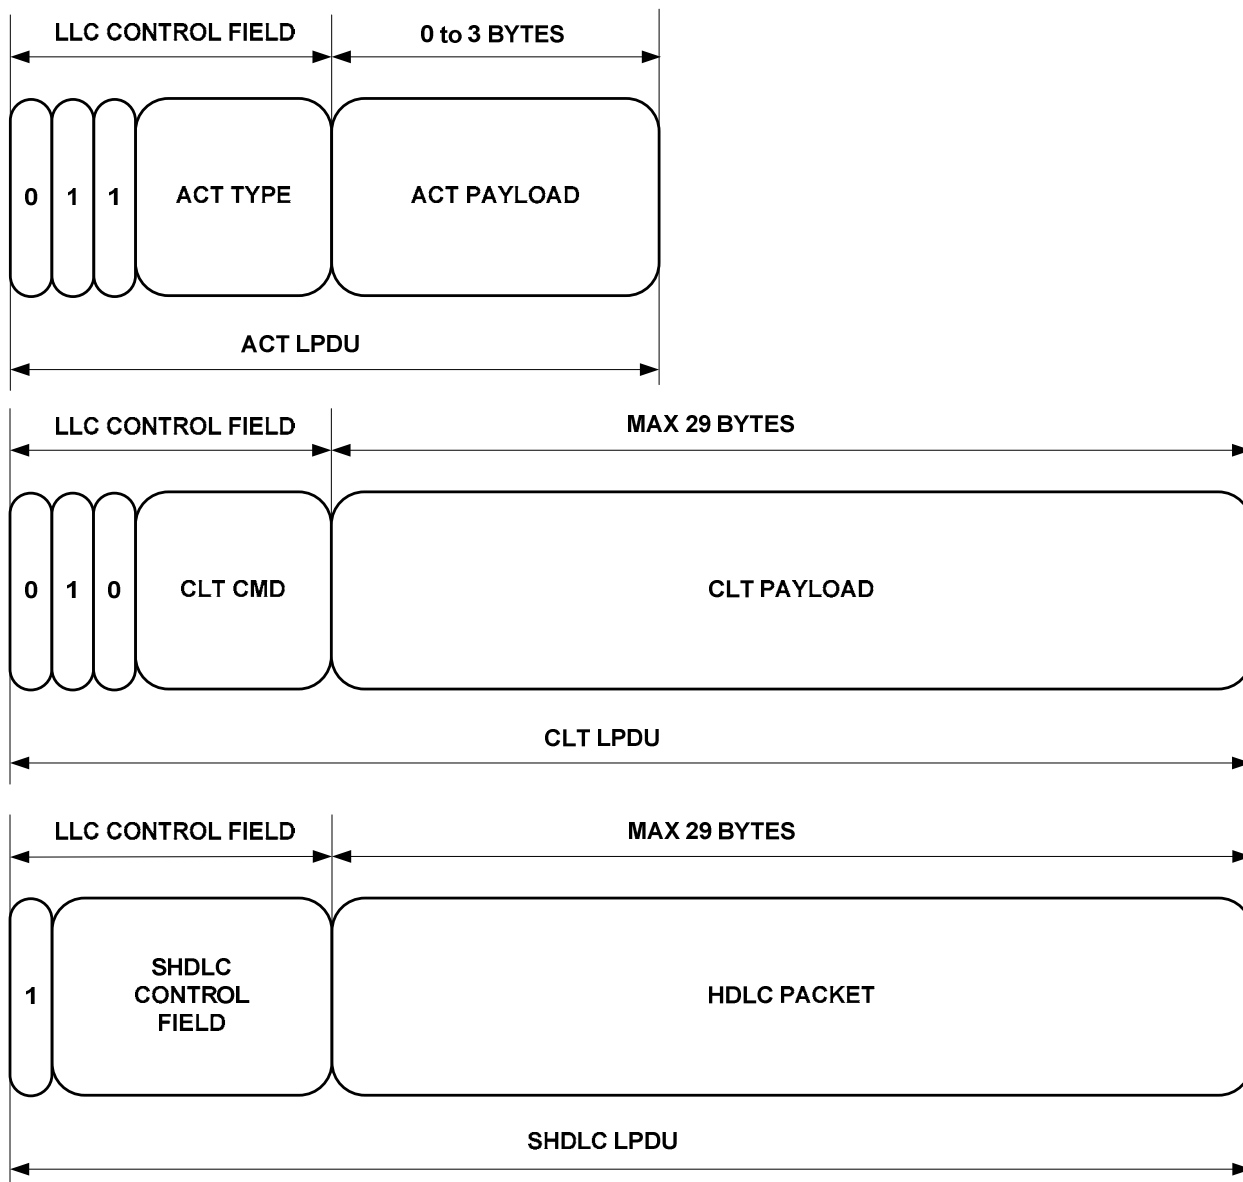 LLC CONTROL FIELD 0 to 3 BYTES
0 1 1 ACT TYPE ACT PAYLOAD
ACT LPDU
LLC CONTROL FIELD MAX 29 BYTES
0 1 0 CLT CMD CLT PAYLOAD
CLT LPDU
LLC CONTROL FIELD MAX 29 BYTES
1 SHDLC
CONTROL
FIELD
HDLC PACKET
SHDLC LPDU